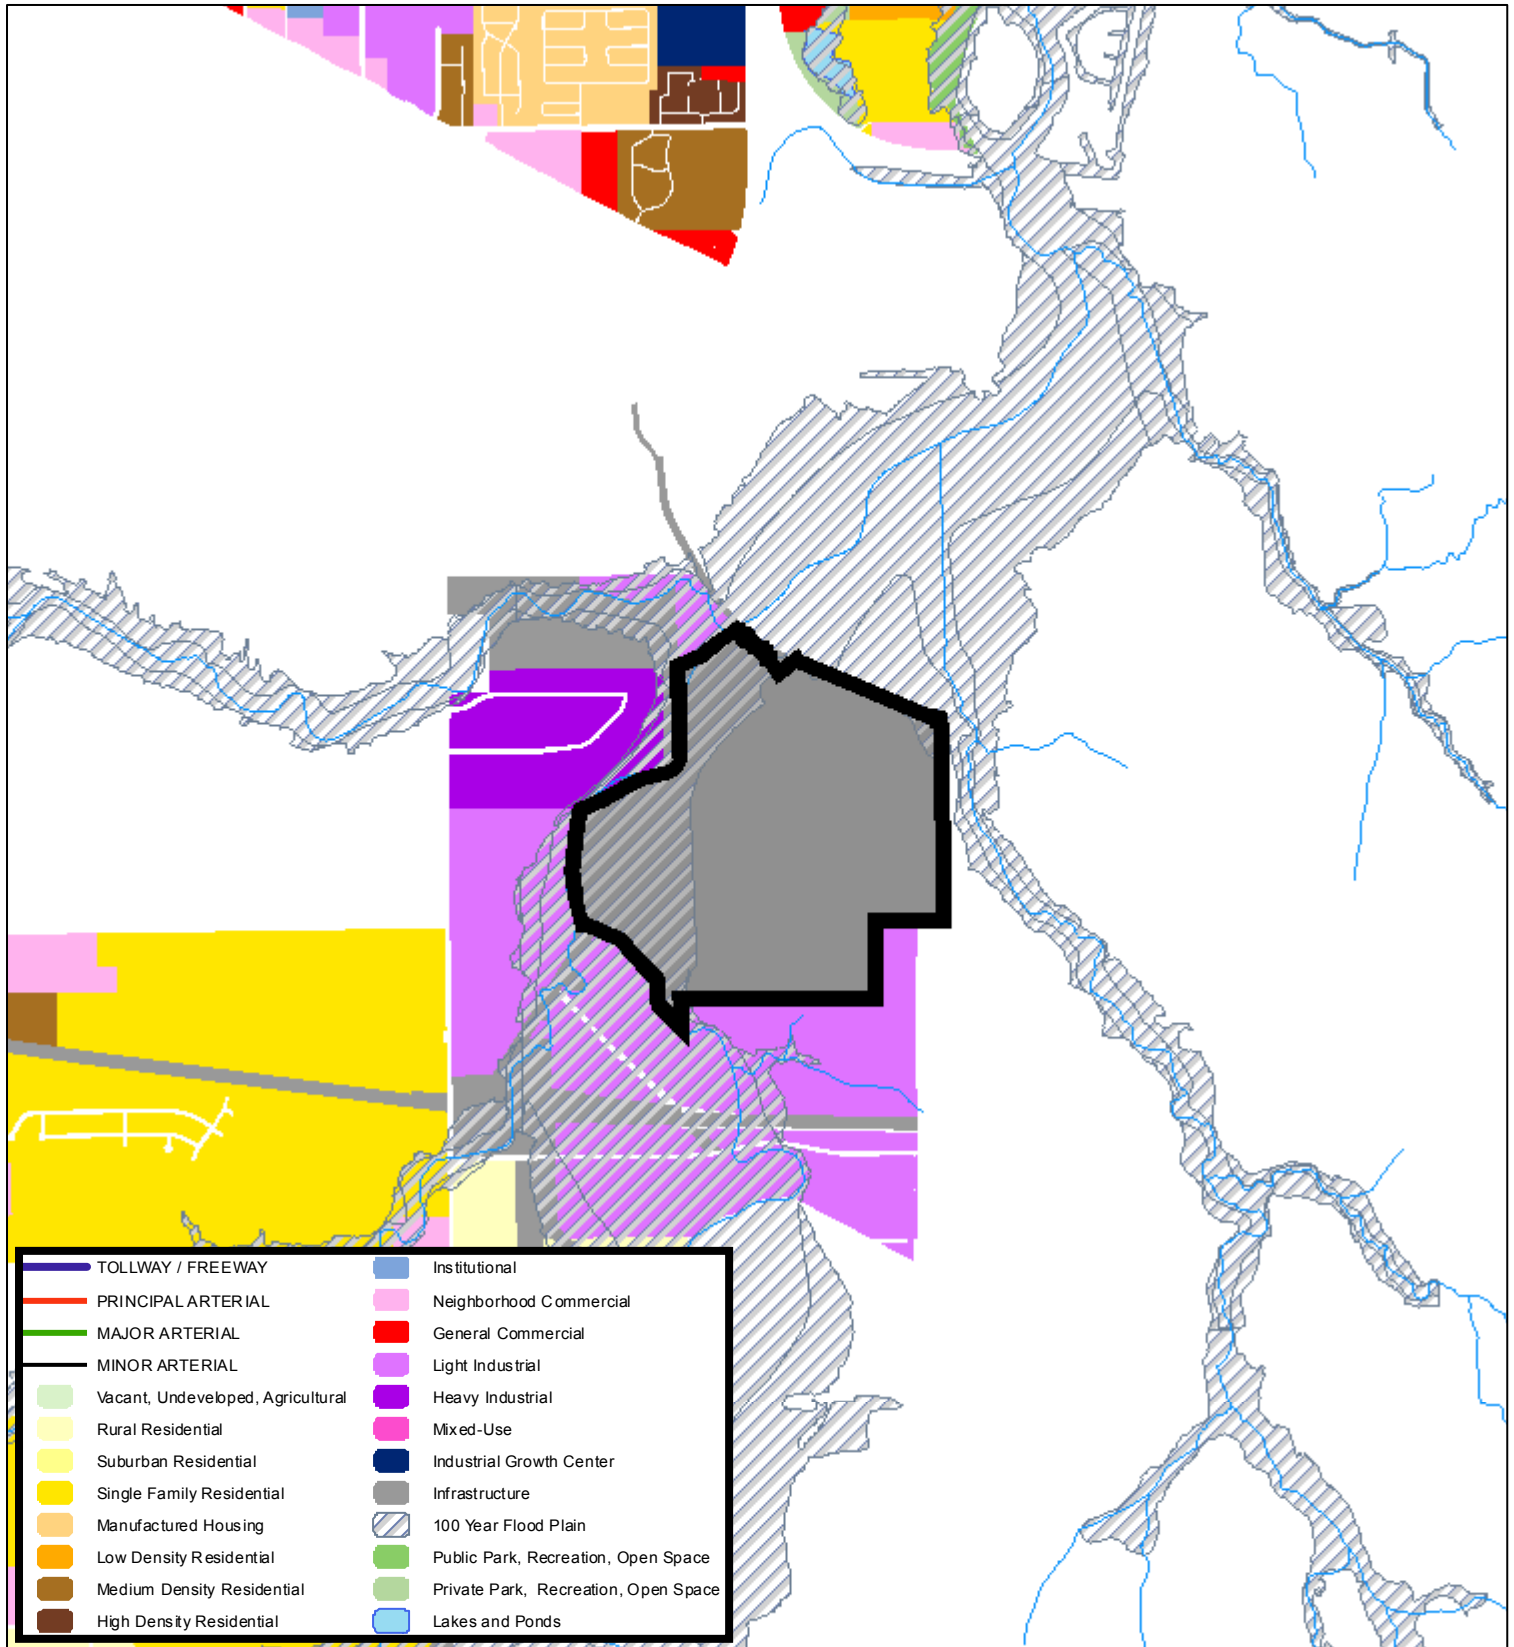 TOLLWAY / FREEWAY
PRINCIPAL ARTERIAL
MAJOR ARTERIAL
MINOR ARTERIAL
Vacant, Undeveloped, Agricultural
Rural Residential
Suburban Residential
Single Family Residential
Manufactured Housing
Low Density Residential
Medium Density Residential
High Density Residential
Institutional
Neighborhood Commercial
General Commercial
Light Industrial
Heavy Industrial
Mixed-Use
Industrial Growth Center
Infrastructure
100 Year Flood Plain
Public Park, Recreation, Open Space
Private Park, Recreation, Open Space
Lakes and Ponds